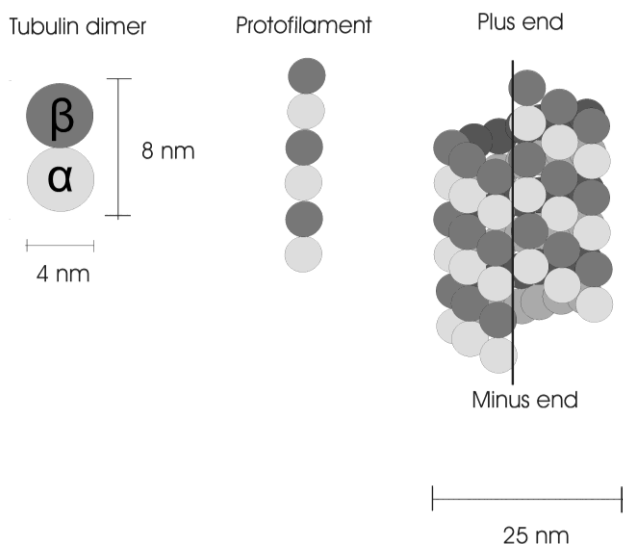 Tubulin dimer
Protofilament
Plus end
β
α
8 nm
4 nm
Minus end
25 nm